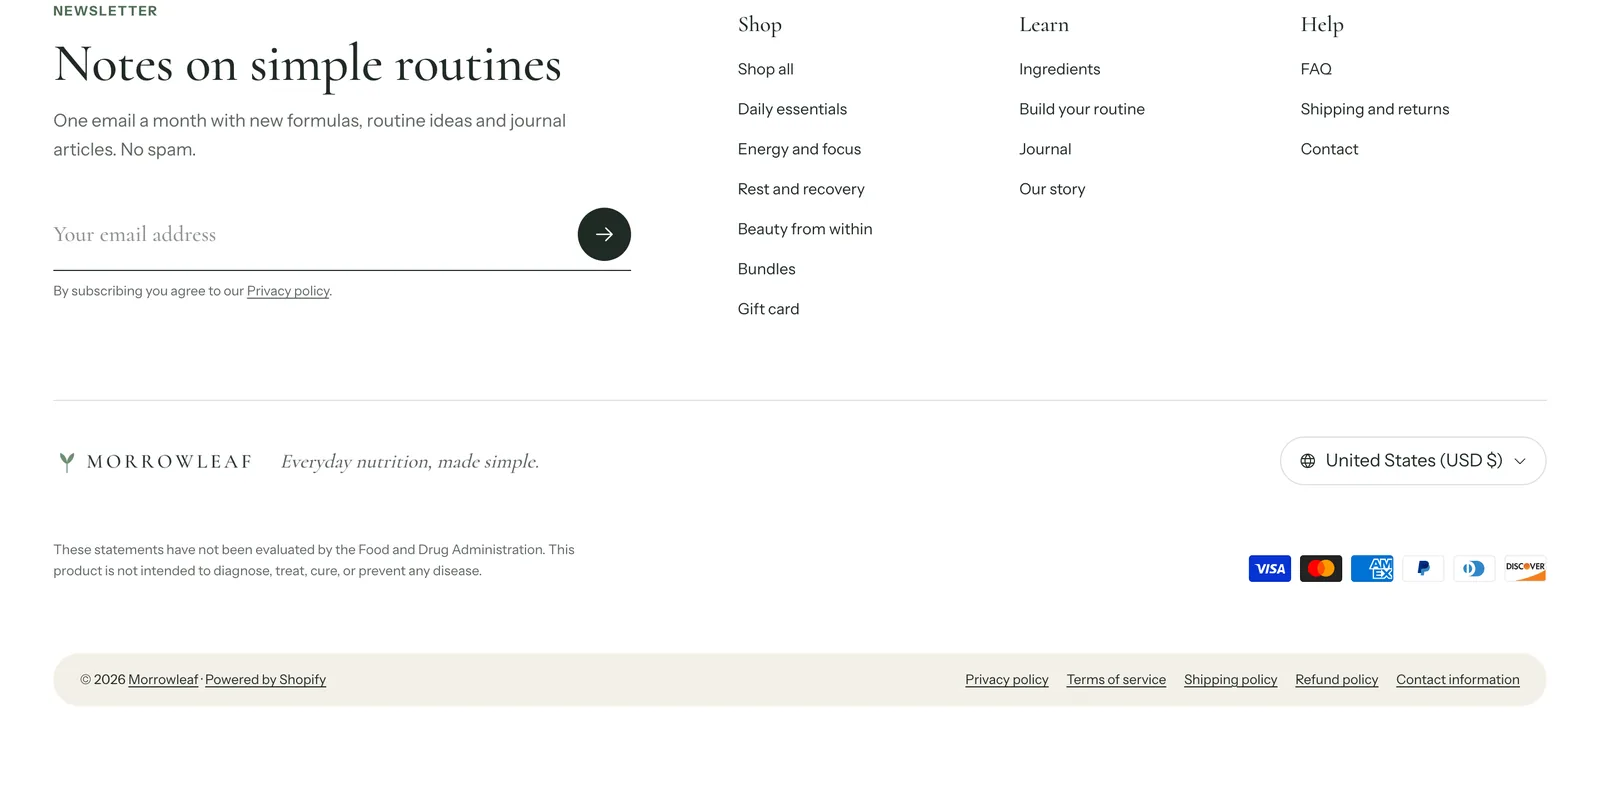 NEWSLETTER
Notes on simple routines
One email a month with new formulas, routine ideas and journal
articles. No spam.
Your email address
By subscribing you agree to our Privacy policy.
Shop
Shop all
Daily essentials
Energy and focus
Rest and recovery
Beauty from within
Bundles
Gift card
Learn
Ingredients
Build your routine
Journal
Our story
Help
FAQ
Shipping and returns
Contact
MORROWLEAF
Everyday nutrition, made simple.
United States (USD $)
These statements have not been evaluated by the Food and Drug Administration. This
product is not intended to diagnose, treat, cure, or prevent any disease.
VISA
AM
EX
DISCOVER
© 2026 Morrowleaf · Powered by Shopify
Privacy policy Terms of service Shipping policy Refund policy Contact information